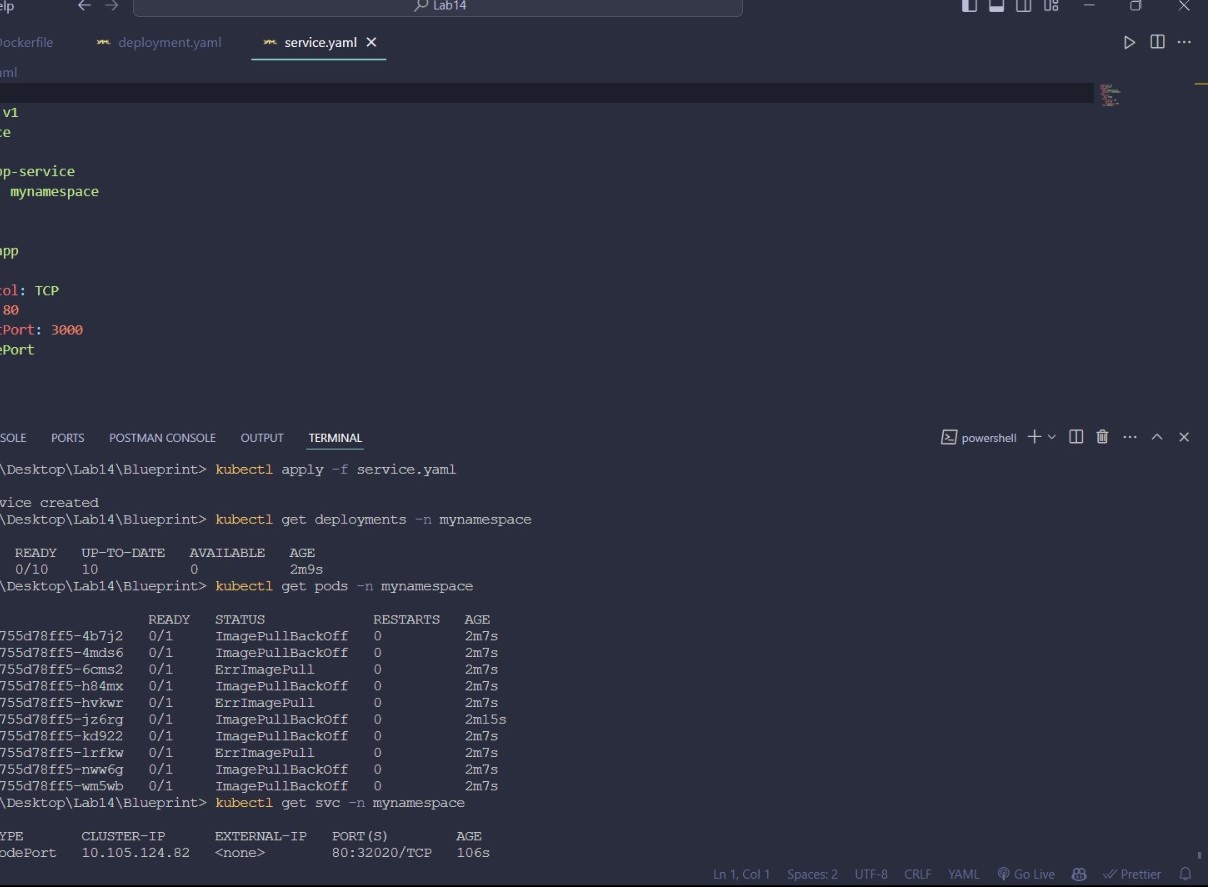 elp Lab14
Dockerfile deployment.yaml service.yaml
aml
v1
ce
pp-service
mynamespace
app
col: TCP
80
tPort: 3000
ePort
SOLE PORTS POSTMAN CONSOLE OUTPUT TERMINAL powershell
\Desktop\Lab14\Blueprint> kubectl apply -f service.yaml
vice created
\Desktop\Lab14\Blueprint> kubectl get deployments -n mynamespace
READY UP-TO-DATE AVAILABLE AGE
0/10 10 0 2m9s
\Desktop\Lab14\Blueprint> kubectl get pods -n mynamespace
READY STATUS RESTARTS AGE
755d78ff5-4b7j2 0/1 ImagePullBackOff 0 2m7s
755d78ff5-4mds6 0/1 ImagePullBackOff 0 2m7s
755d78ff5-6cms2 0/1 ErrImagePull 0 2m7s
755d78ff5-h84mx 0/1 ImagePullBackOff 0 2m7s
755d78ff5-hvkwr 0/1 ErrImagePull 0 2m7s
755d78ff5-jz6rg 0/1 ImagePullBackOff 0 2m15s
755d78ff5-kd922 0/1 ImagePullBackOff 0 2m7s
755d78ff5-lrfkw 0/1 ErrImagePull 0 2m7s
755d78ff5-nww6g 0/1 ImagePullBackOff 0 2m7s
755d78ff5-wm5wb 0/1 ImagePullBackOff 0 2m7s
\Desktop\Lab14\Blueprint> kubectl get svc -n mynamespace
YPE CLUSTER-IP EXTERNAL-IP PORT(S) AGE
odePort 10.105.124.82 <none> 80:32020/TCP 106s
Ln 1, Col 1 Spaces: 2 UTF-8 CRLF YAML Go Live Prettier